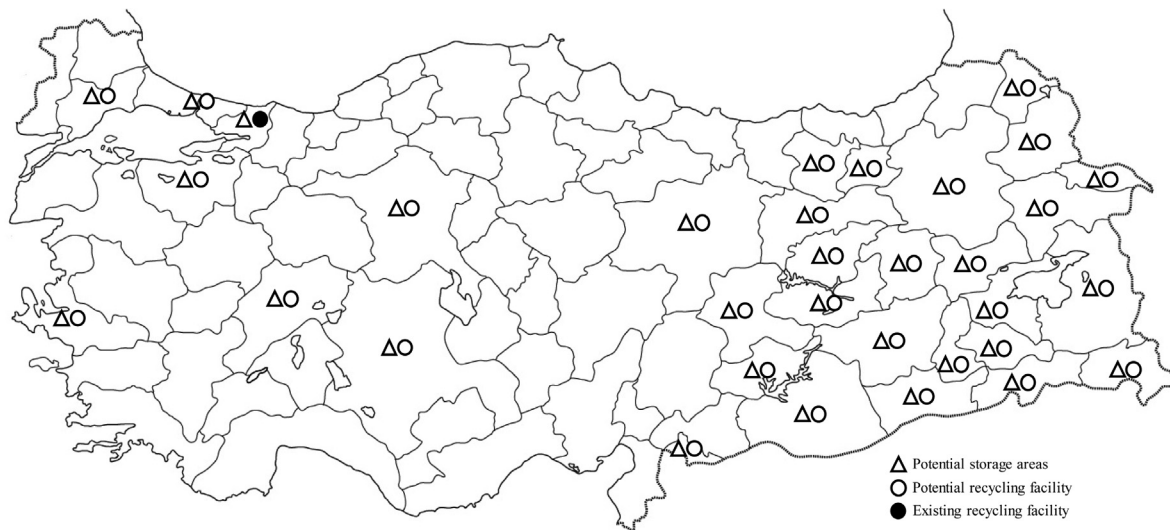 Potential storage areas
Potential recycling facility
Existing recycling facility